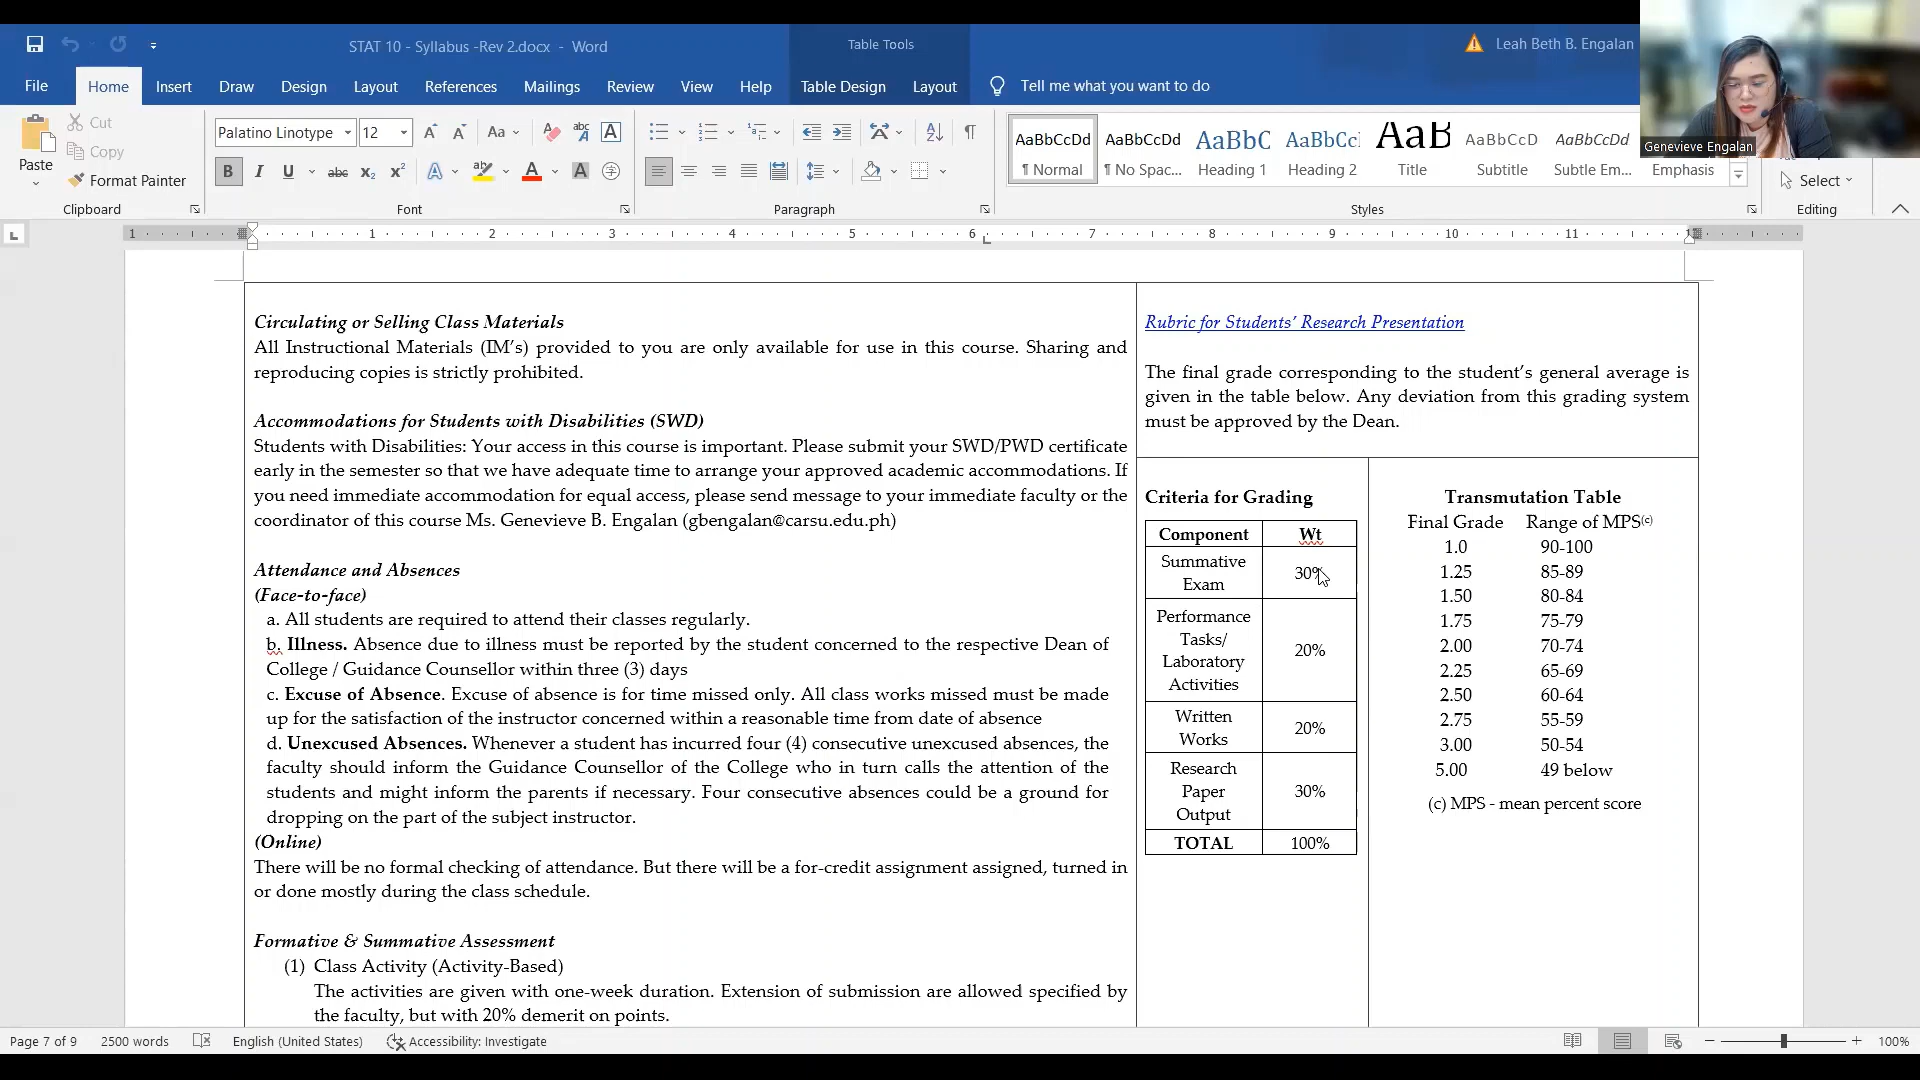 STAT 10 - Syllabus -Rev 2.docx - Word
Table Tools
Leah Beth B. Engalan
File Home Insert Draw Design Layout References Mailings Review View Help Table Design Layout Tell me what you want to do
Genevieve Engalan
Paste
Cut
Copy
Format Painter
Clipboard
Palatino Linotype 12
Font
Paragraph
AaBbCcDd AaBbCcDd AaBbC AaBbCcI AaB AaBbCcD AaBbCcDd
¶ Normal ¶ No Spac... Heading 1 Heading 2 Title Subtitle Subtle Em... Emphasis
Styles
Select
Editing
1 1 2 3 4 5 6 7 8 9 10 11
Circulating or Selling Class Materials
All Instructional Materials (IM's) provided to you are only available for use in this course. Sharing and
reproducing copies is strictly prohibited.
Accommodations for Students with Disabilities (SWD)
Students with Disabilities: Your access in this course is important. Please submit your SWD/PWD certificate
early in the semester so that we have adequate time to arrange your approved academic accommodations. If
you need immediate accommodation for equal access, please send message to your immediate faculty or the
coordinator of this course Ms. Genevieve B. Engalan (gbengalan@carsu.edu.ph)
Attendance and Absences
(Face-to-face)
a. All students are required to attend their classes regularly.
b. Illness. Absence due to illness must be reported by the student concerned to the respective Dean of
College / Guidance Counsellor within three (3) days
c. Excuse of Absence. Excuse of absence is for time missed only. All class works missed must be made
up for the satisfaction of the instructor concerned within a reasonable time from date of absence
d. Unexcused Absences. Whenever a student has incurred four (4) consecutive unexcused absences, the
faculty should inform the Guidance Counsellor of the College who in turn calls the attention of the
students and might inform the parents if necessary. Four consecutive absences could be a ground for
dropping on the part of the subject instructor.
(Online)
There will be no formal checking of attendance. But there will be a for-credit assignment assigned, turned in
or done mostly during the class schedule.
Formative & Summative Assessment
(1) Class Activity (Activity-Based)
The activities are given with one-week duration. Extension of submission are allowed specified by
the faculty, but with 20% demerit on points.
Rubric for Students' Research Presentation
The final grade corresponding to the student's general average is
given in the table below. Any deviation from this grading system
must be approved by the Dean.
Criteria for Grading
Component Wt
Summative
Exam
30%
Performance
Tasks/
Laboratory
Activities
20%
Written
Works
20%
Research
Paper
Output
30%
TOTAL 100%
Transmutation Table
Final Grade Range of MPS(c)
1.0 90-100
1.25 85-89
1.50 80-84
1.75 75-79
2.00 70-74
2.25 65-69
2.50 60-64
2.75 55-59
3.00 50-54
5.00 49 below
(c) MPS - mean percent score
Page 7 of 9 2500 words English (United States) Accessibility: Investigate 100%